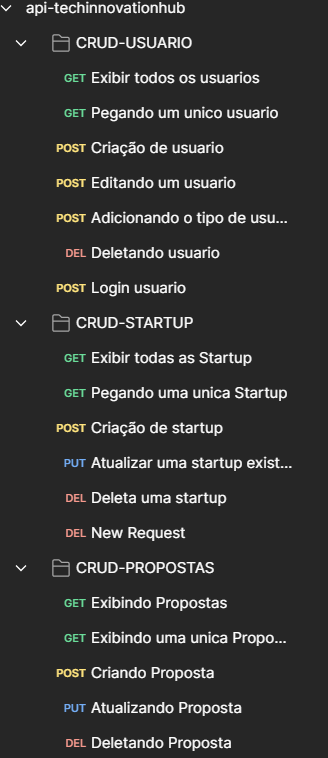 api-techinnovationhub
CRUD-USUARIO
GET Exibir todos os usuarios
GET Pegando um unico usuario
POST Criação de usuario
POST Editando um usuario
POST Adicionando o tipo de usu...
DEL Deletando usuario
POST Login usuario
CRUD-STARTUP
GET Exibir todas as Startup
GET Pegando uma unica Startup
POST Criação de startup
PUT Atualizar uma startup exist...
DEL Deleta uma startup
DEL New Request
CRUD-PROPOSTAS
GET Exibindo Propostas
GET Exibindo uma unica Propo...
POST Criando Proposta
PUT Atualizando Proposta
DEL Deletando Proposta